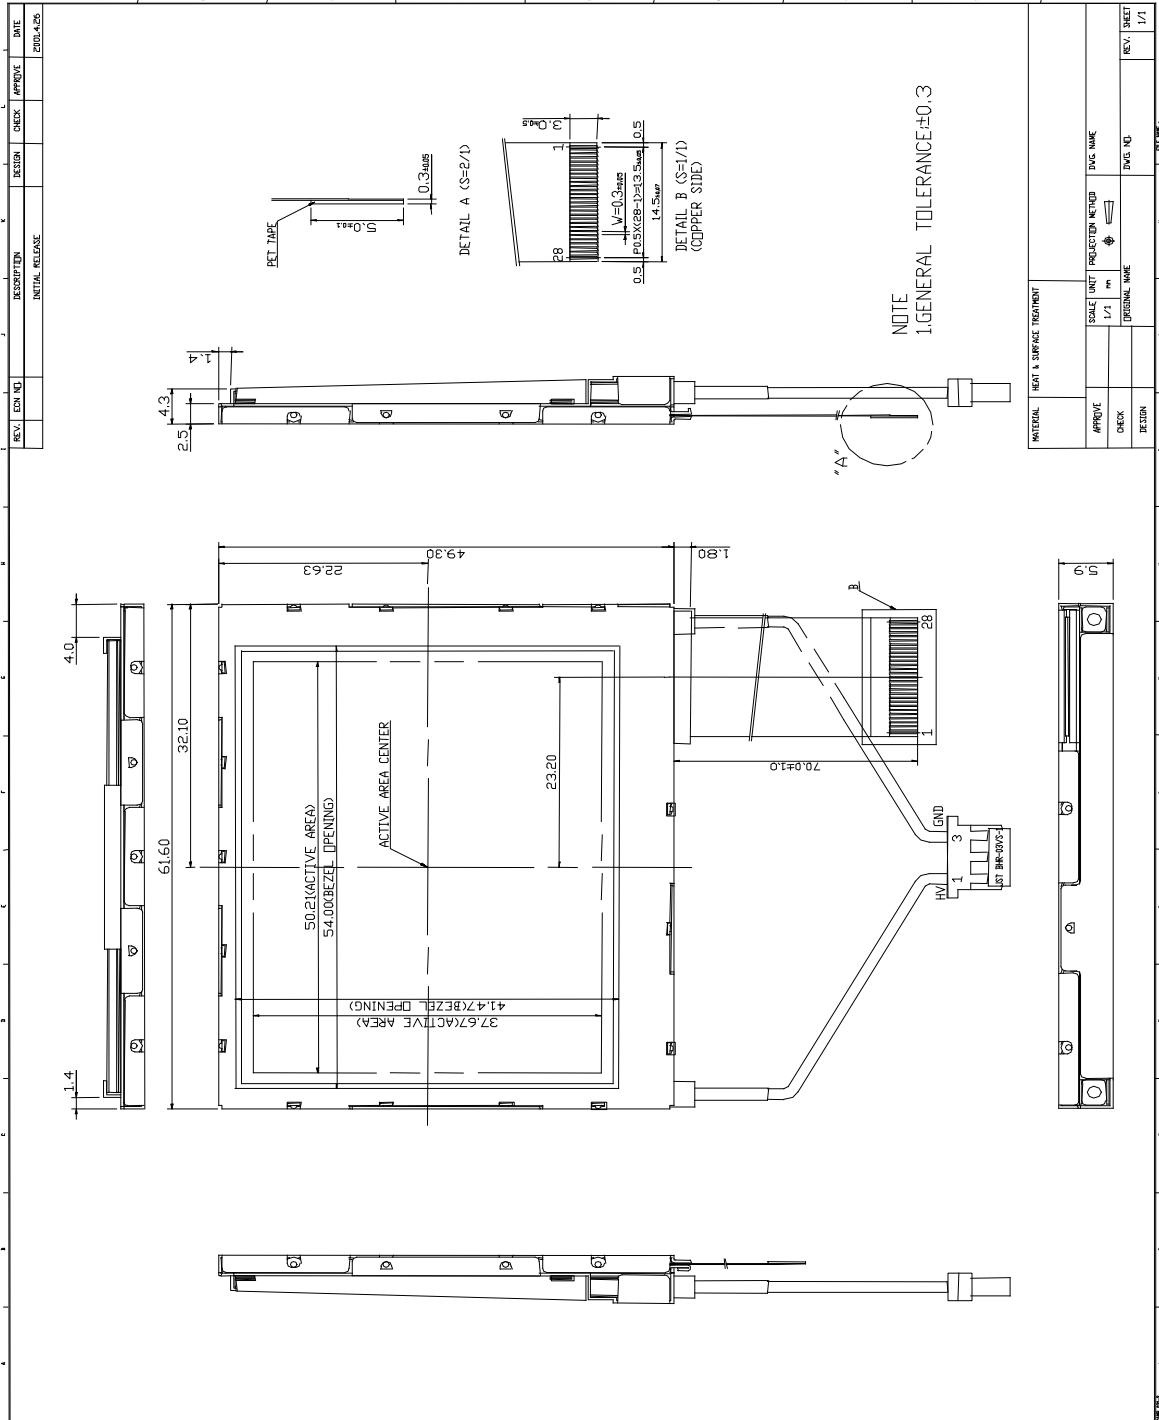 REV.
ECN NO.
DESCRIPTION
DESIGN
CHECK
APPROVE
DATE
INITIAL RELEASE
2001.4.26
PET TAPE
5.0±0.1
0.3±0.05
DETAIL A (S=2/1)
3.0±0.5
28
1
W=0.3±0.05
0.5
P0.5X(28-1)=13.5±0.05
0.5
14.5±0.07
DETAIL B (S=1/1)
(COPPER SIDE)
NOTE
1.GENERAL TOLERANCE:±0.3
1.4
4.3
2.5
"A"
49.30
22.63
1.80
4.0
32.10
61.60
1.4
50.21(ACTIVE AREA)
54.00(BEZEL OPENING)
ACTIVE AREA CENTER
23.20
41.47(BEZEL OPENING)
37.67(ACTIVE AREA)
70.0±1.0
B
28
1
GND
3
HV
1
JST BHR-03VS-1
5.9
MATERIAL
HEAT & SURFACE TREATMENT
APPROVE
SCALE
UNIT
PROJECTION METHOD
DWG. NAME
1/1
mm
CHECK
DESIGN
ORIGINAL NAME
DWG. NO.
REV.
SHEET
1/1